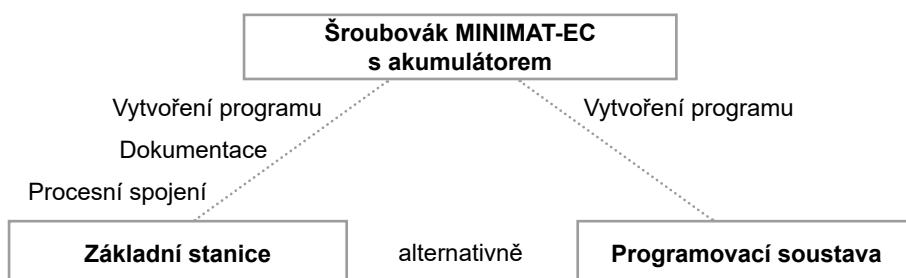 Šroubovák MINIMAT-EC
s akumulátorem
Vytvoření programu
Vytvoření programu
Dokumentace
Procesní spojení
Základní stanice
alternativně
Programovací soustava